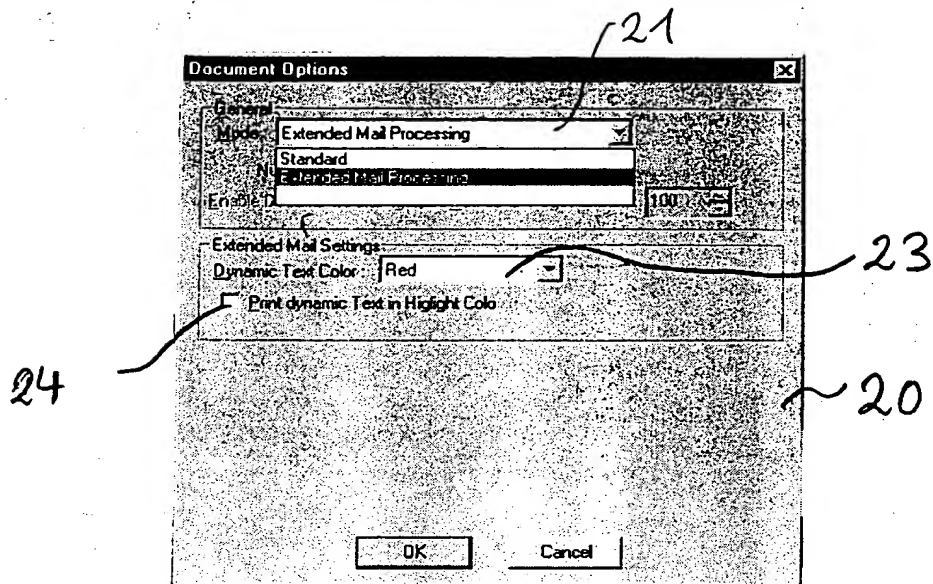 21
Document Options
General
Mode: Extended Mail Processing
Standard
Extended Mail Processing
100
Extended Mail Settings
Dynamic Text Color: Red
23
Print dynamic Text in Higlight Colo
24
20
OK Cancel